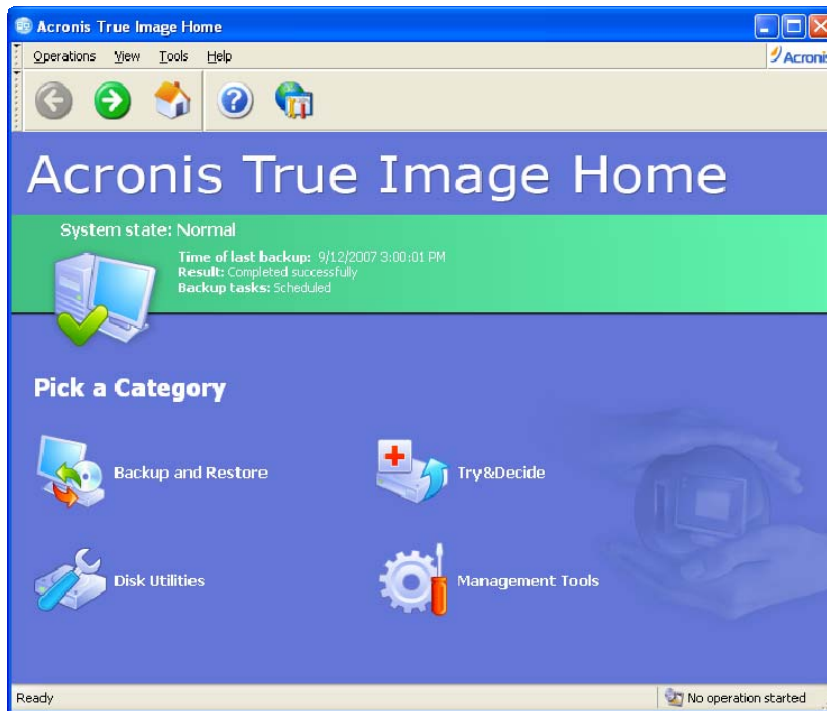 Acronis True Image Home
Operations View Tools Help
Acronis
Acronis True Image Home
System state: Normal
Time of last backup: 9/12/2007 3:00:01 PM
Result: Completed successfully
Backup tasks: Scheduled
Pick a Category
Backup and Restore
Try&Decide
Disk Utilities
Management Tools
Ready
No operation started